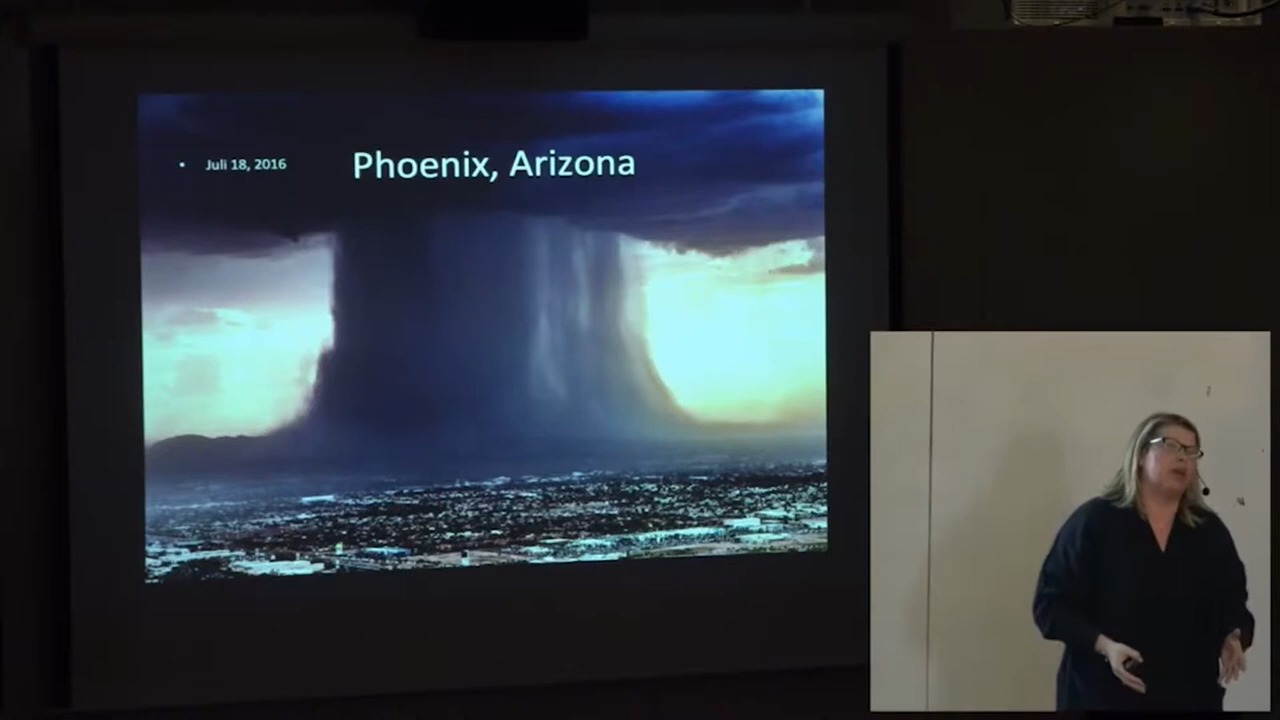 • Juli 18, 2016
Phoenix, Arizona